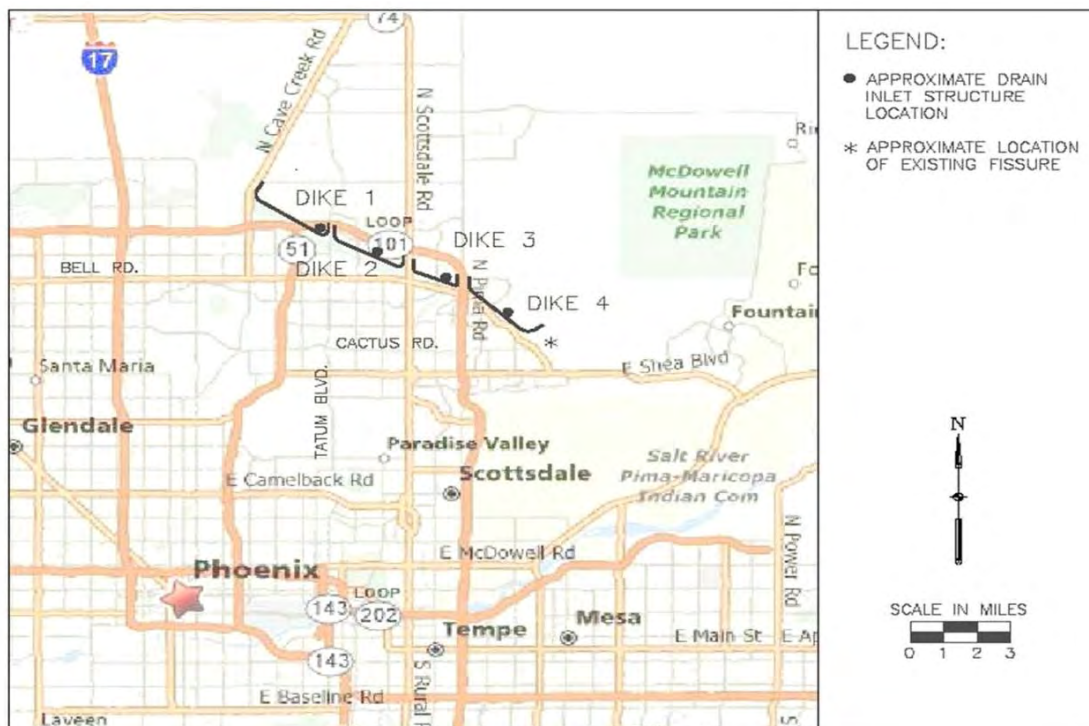 74
17
N Cave Creek Rd
N Scottsdale Rd
DIKE 1
LOOP
101
51
DIKE 2
DIKE 3
BELL RD.
N Pima Rd
DIKE 4
McDowell
Mountain
Regional
Park
Fountain
CACTUS RD.
E Shea Blvd
Santa Maria
TATUM BLVD.
Glendale
Paradise Valley
Scottsdale
E Camelback Rd
Salt River
Pima-Maricopa
Indian Com
E McDowell Rd
N Power Rd
Phoenix
LOOP
143
202
Tempe
Mesa
E Main St
143
E Baseline Rd
Laveen
LEGEND:
APPROXIMATE DRAIN
INLET STRUCTURE
LOCATION
* APPROXIMATE LOCATION
OF EXISTING FISSURE
*
N
SCALE IN MILES
0 1 2 3